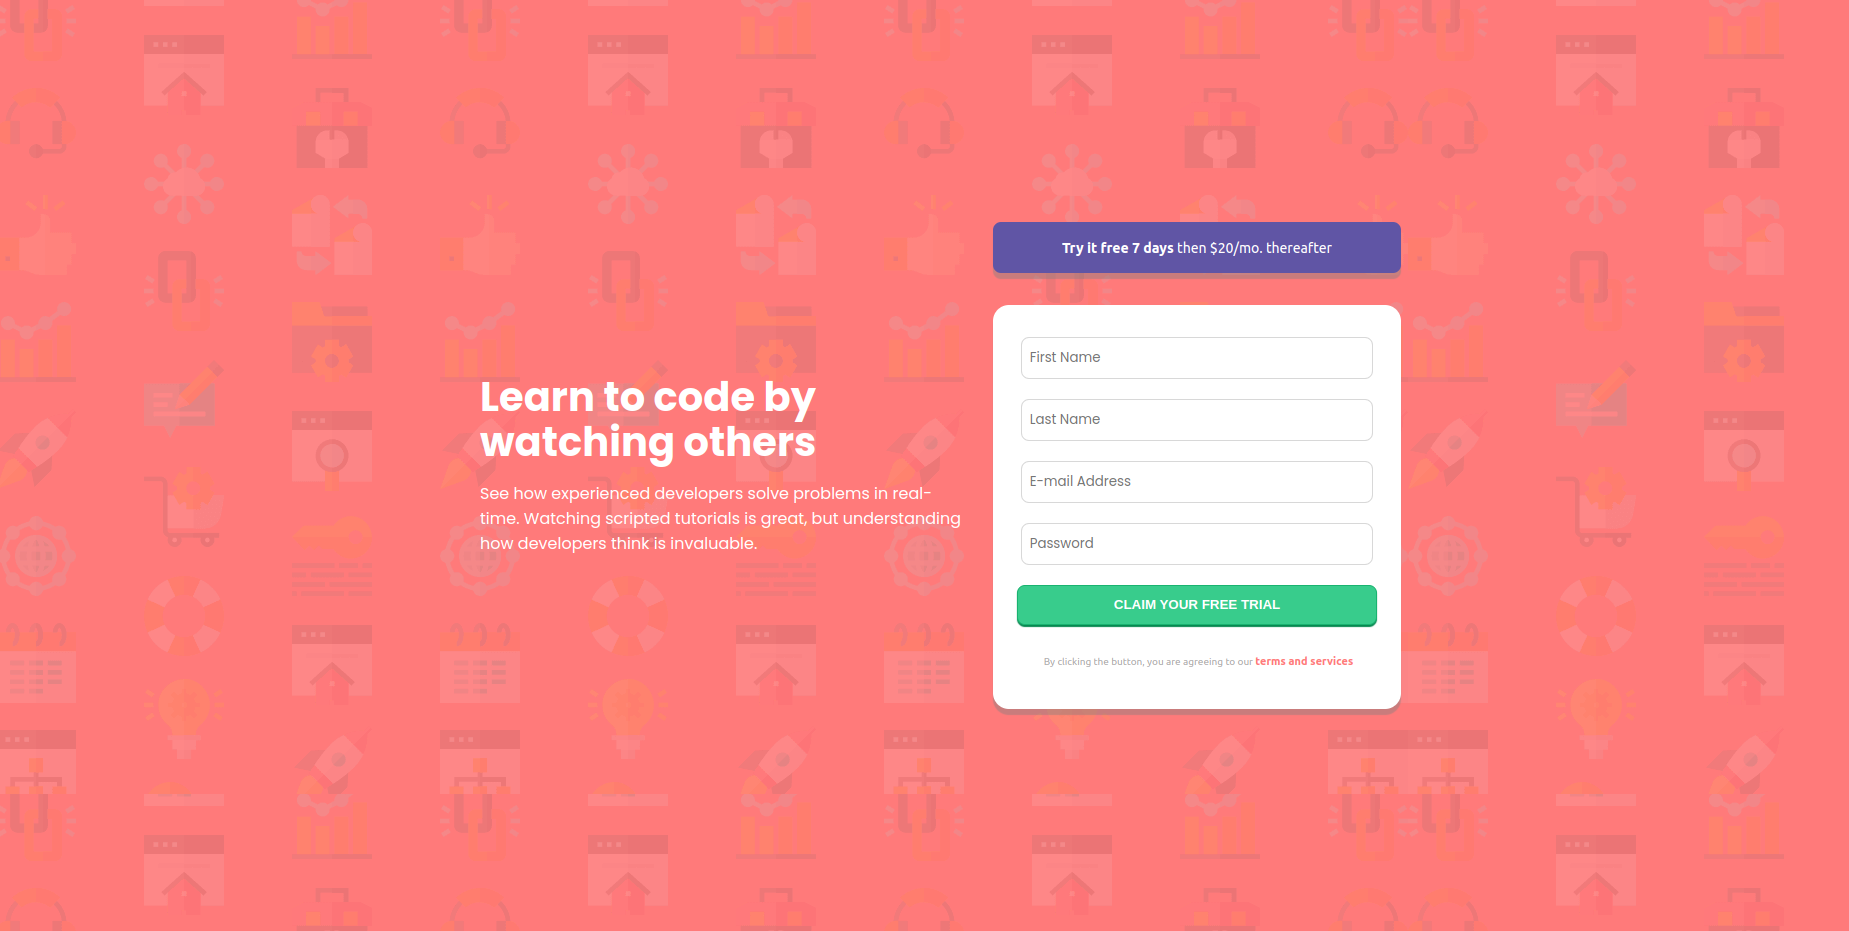 Learn to code by
watching others
See how experienced developers solve problems in real-
time. Watching scripted tutorials is great, but understanding
how developers think is invaluable.
Try it free 7 days then $20/mo. thereafter
First Name
Last Name
E-mail Address
Password
CLAIM YOUR FREE TRIAL
By clicking the button, you are agreeing to our terms and services